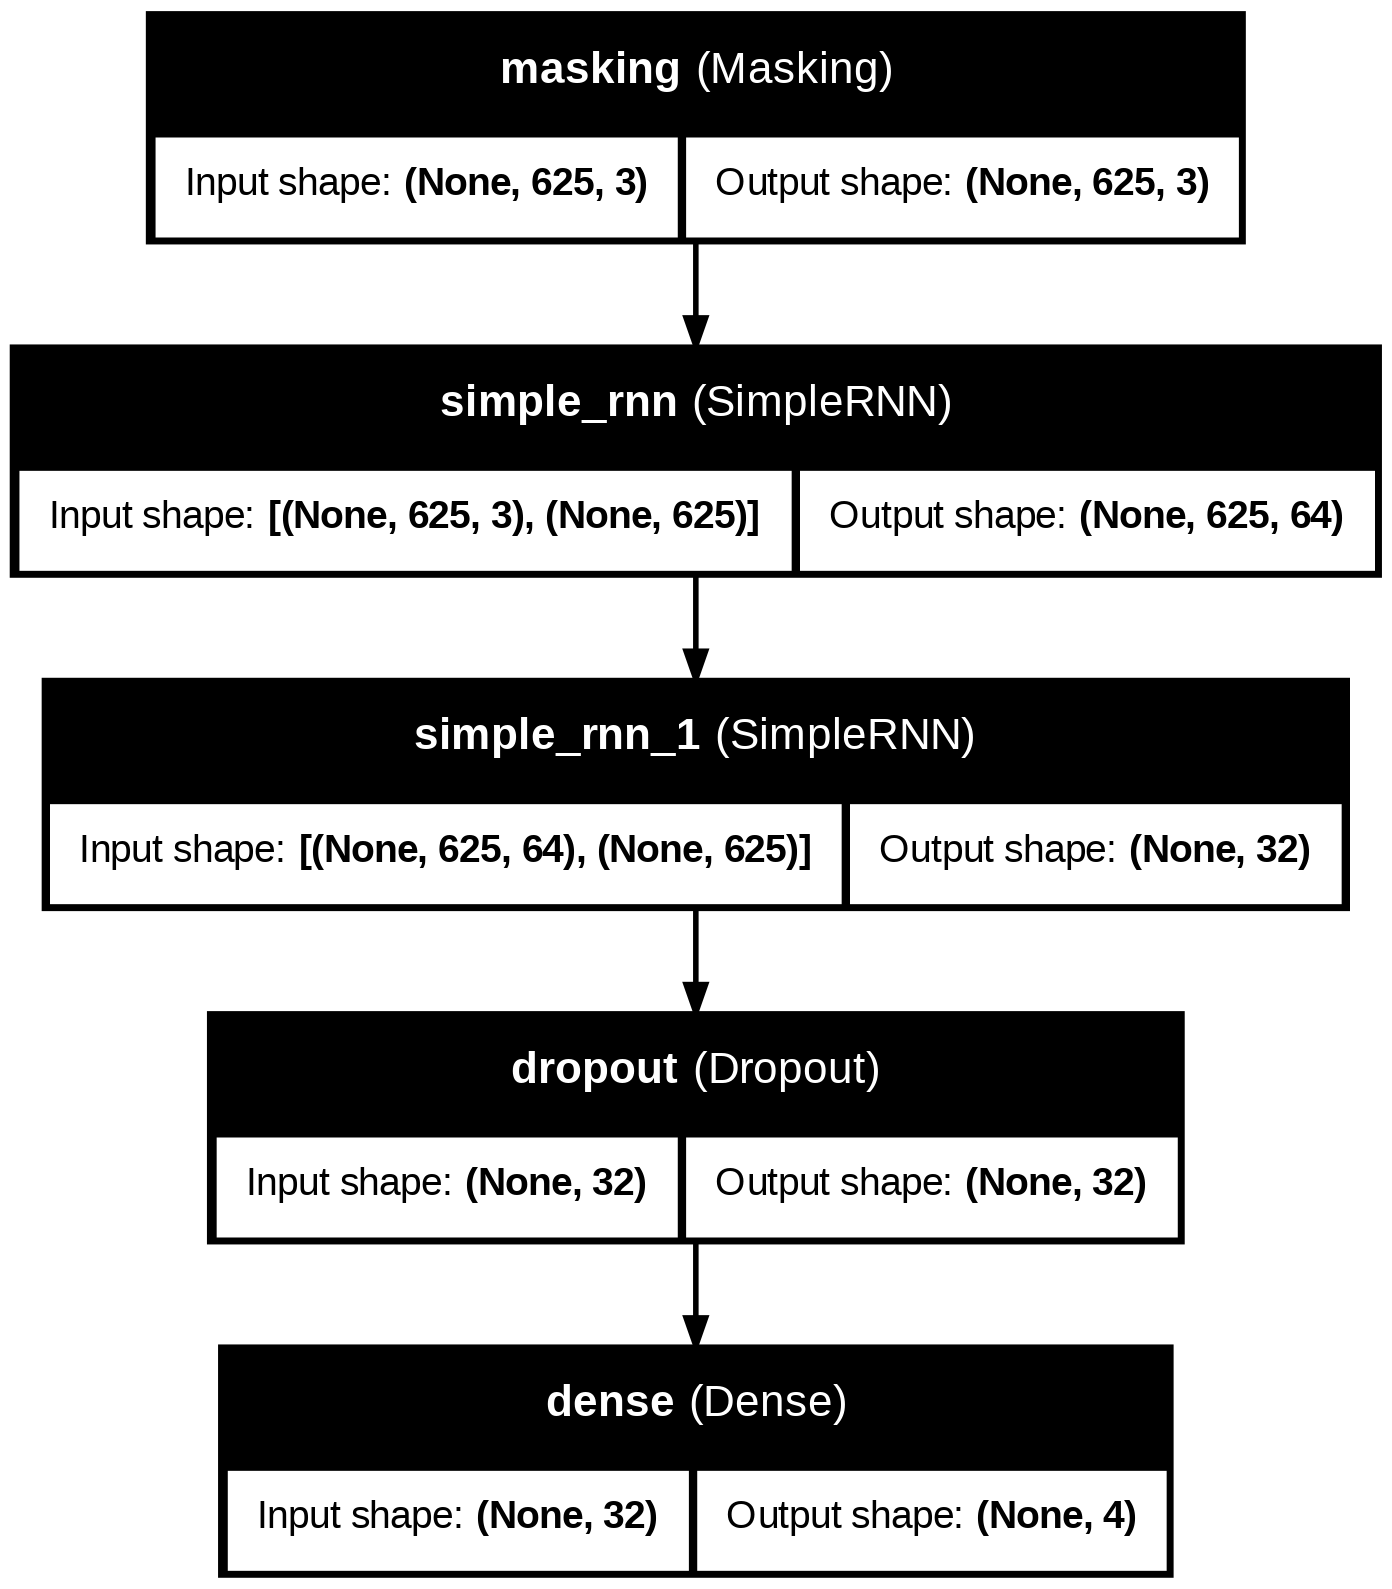 masking (Masking)
Input shape: (None, 625, 3) Output shape: (None, 625, 3)
simple_rnn (SimpleRNN)
Input shape: [(None, 625, 3), (None, 625)] Output shape: (None, 625, 64)
simple_rnn_1 (SimpleRNN)
Input shape: [(None, 625, 64), (None, 625)] Output shape: (None, 32)
dropout (Dropout)
Input shape: (None, 32) Output shape: (None, 32)
dense (Dense)
Input shape: (None, 32) Output shape: (None, 4)